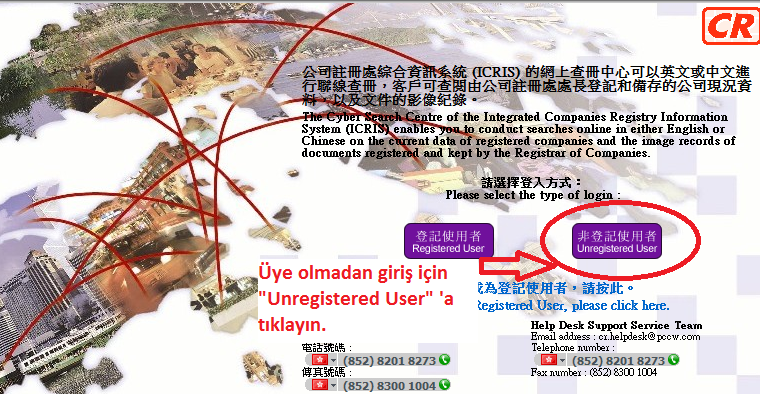 CR
公司註冊處綜合資訊系統 (ICRIS) 的網上查冊中心可以英文或中文進
行聯線查冊，客戶可查閱由公司註冊處處長登記和備存的公司現況資
料，以及文件的影像紀錄。
The Cyber Search Centre of the Integrated Companies Registry Information
System (ICRIS) enables you to conduct searches online in either English or
Chinese on the current data of registered companies and the image records of
documents registered and kept by the Registrar of Companies.
請選擇登入方式：
Please select the type of login :
登記使用者
Registered User
非登記使用者
Unregistered User
Üye olmadan giriş için
"Unregistered User" 'a
tıklayın.
成為登記使用者，請按此。
Registered User, please click here.
電話號碼：
(852) 8201 8273
傳真號碼：
(852) 8300 1004
Help Desk Support Service Team
Email address : cr.helpdesk@pccw.com
Telephone number :
(852) 8201 8273
Fax number : (852) 8300 1004